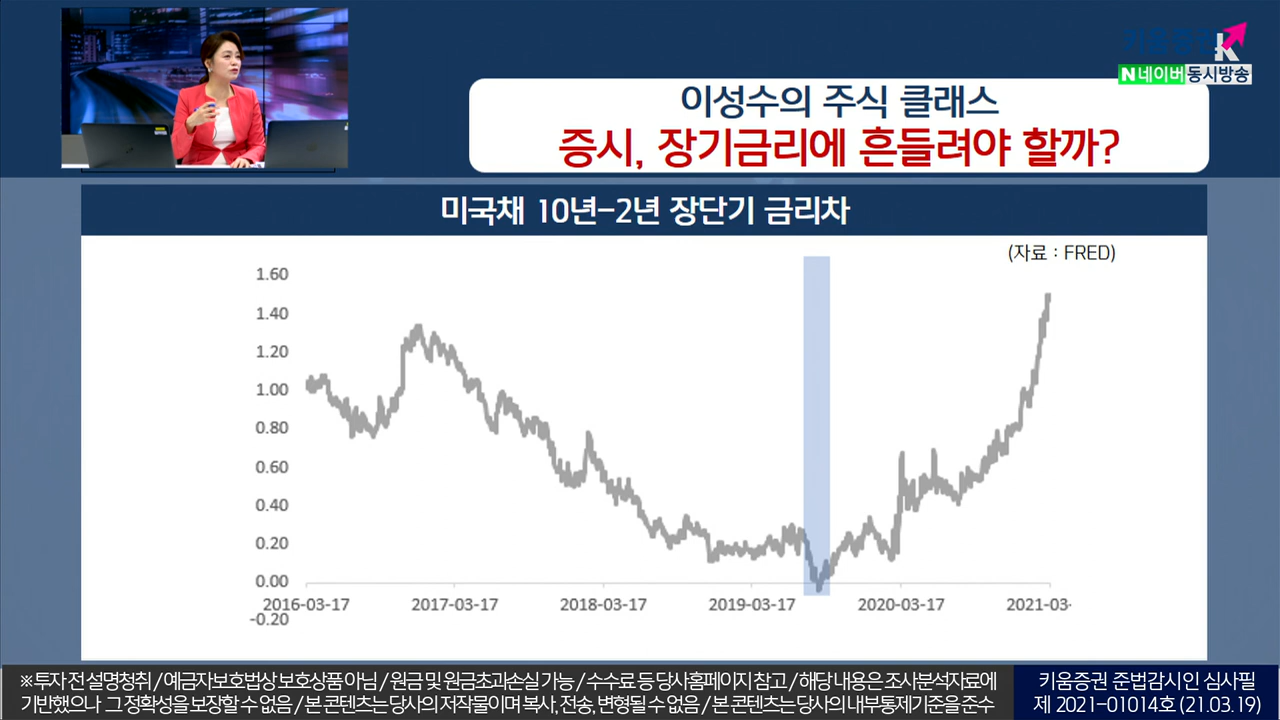 키움증권
N 네이버 동시방송
이성수의 주식 클래스
증시, 장기금리에 흔들려야 할까?
미국채 10년-2년 장단기 금리차
(자료 : FRED)
1.60
1.40
1.20
1.00
0.80
0.60
0.40
0.20
0.00
-0.20
2016-03-17 2017-03-17 2018-03-17 2019-03-17 2020-03-17 2021-03-
※ 투자 전 설명청취 / 예금자보호법상 보호상품 아님 / 원금 및 원금초과손실 가능 / 수수료 등 당사홈페이지 참고 / 해당 내용은 조사분석자료에
기반했으나 그 정확성을 보장할 수 없음 / 본 콘텐츠는 당사의 저작물이며 복사, 전송, 변형될 수 없음 / 본 콘텐츠는 당사의 내부통제기준을 준수
키움증권 준법감시인 심사필
제 2021-01014호 (21.03.19)